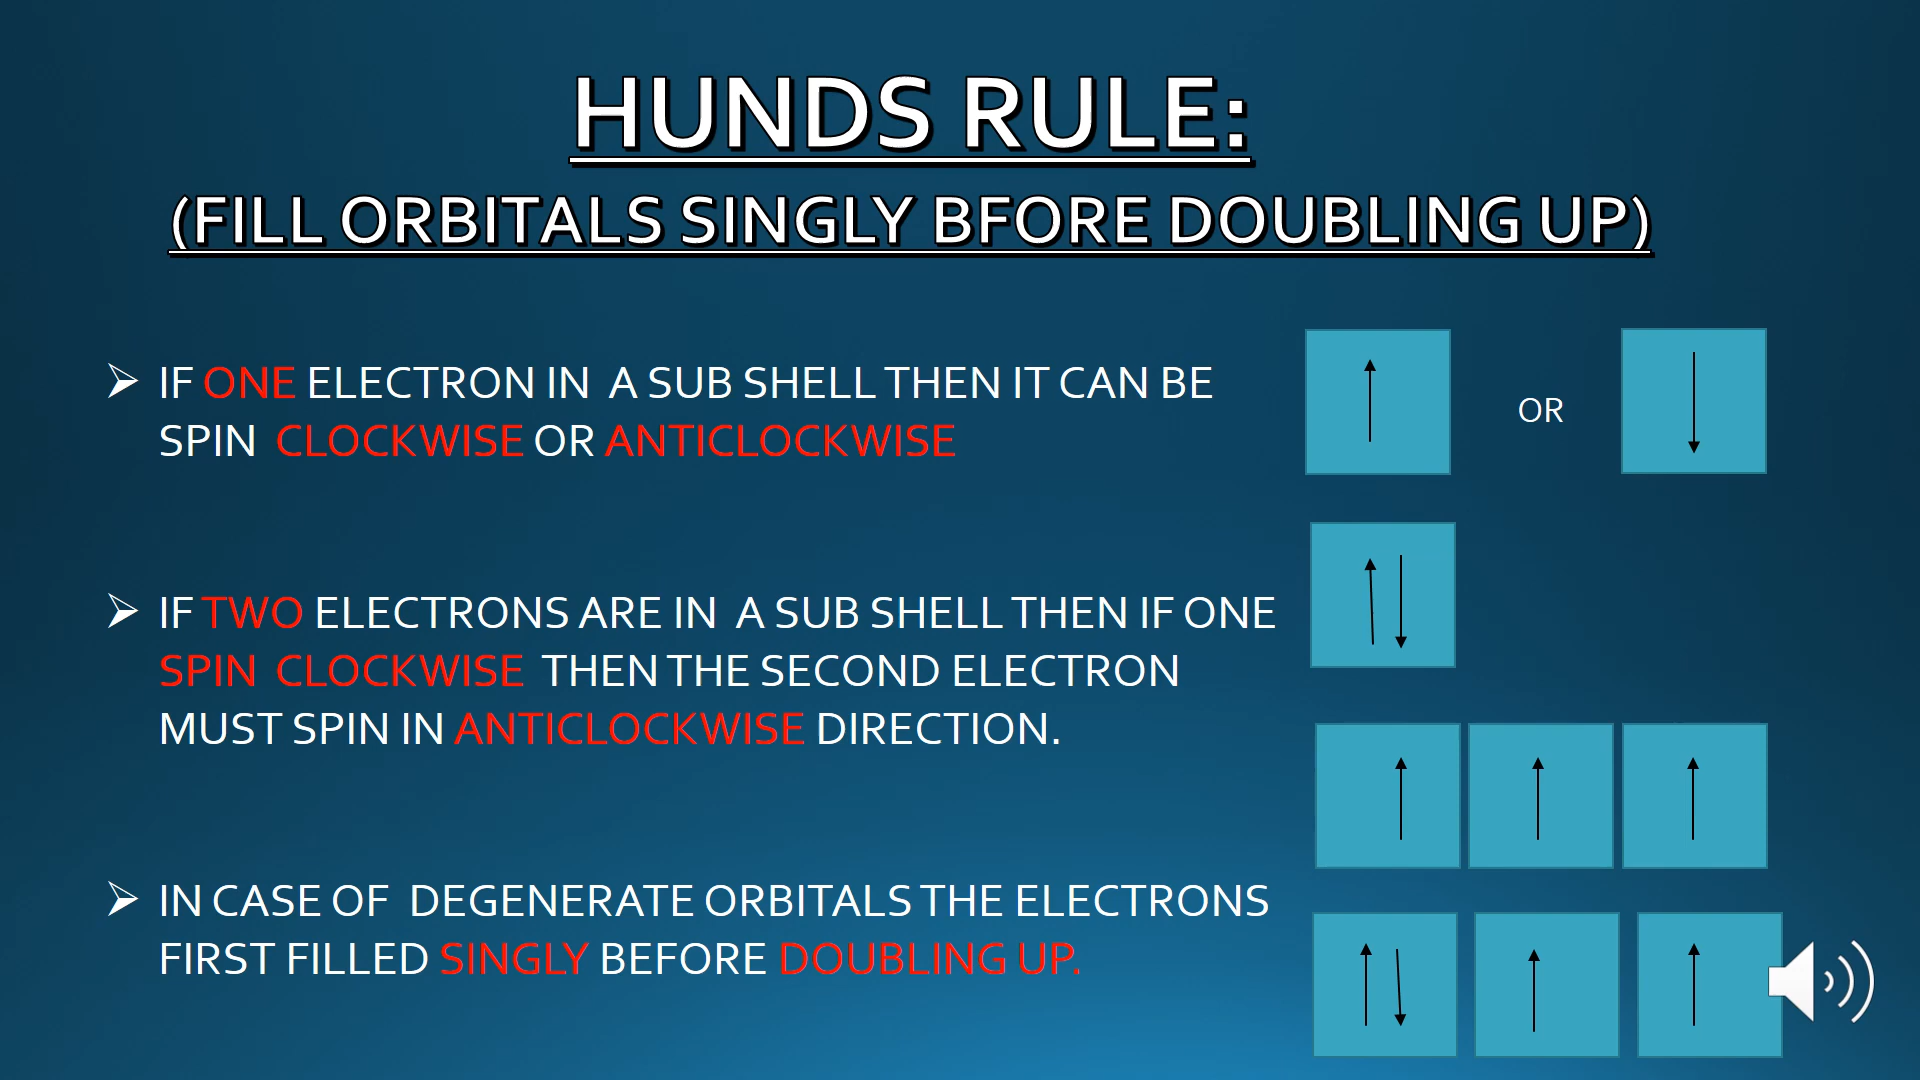 HUNDS RULE:
(FILL ORBITALS SINGLY BFORE DOUBLING UP)
IF ONE ELECTRON IN A SUB SHELL THEN IT CAN BE
SPIN CLOCKWISE OR ANTICLOCKWISE
OR
IF TWO ELECTRONS ARE IN A SUB SHELL THEN IF ONE
SPIN CLOCKWISE THEN THE SECOND ELECTRON
MUST SPIN IN ANTICLOCKWISE DIRECTION.
IN CASE OF DEGENERATE ORBITALS THE ELECTRONS
FIRST FILLED SINGLY BEFORE DOUBLING UP.